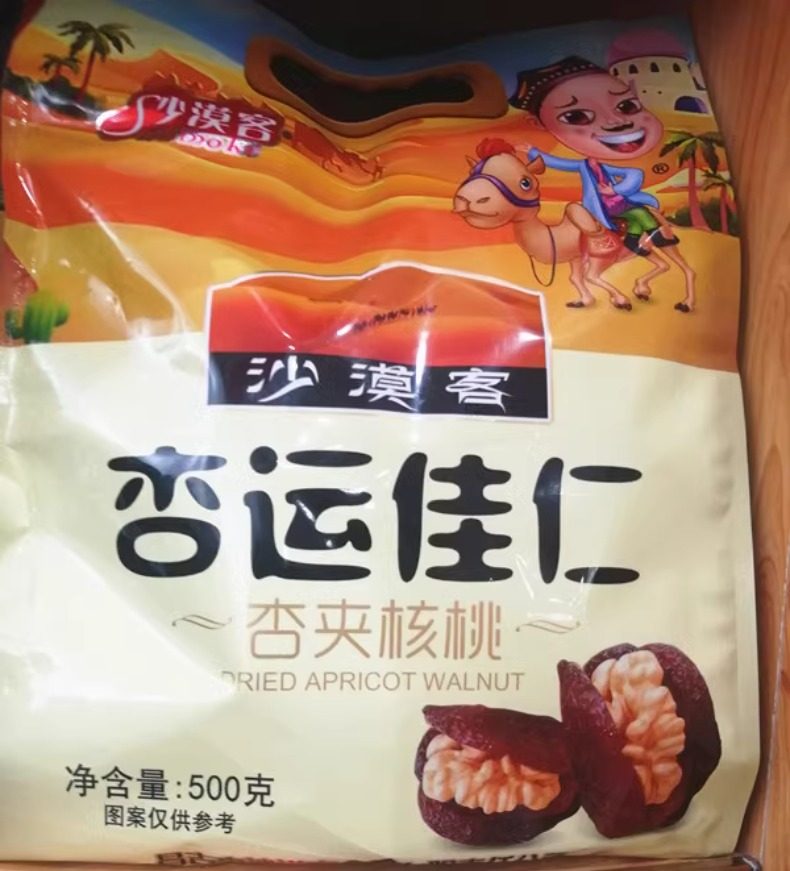 沙漠客
®
沙漠客
杏运佳仁
~杏夹核桃~
DRIED APRICOT WALNUT
净含量:500克
图案仅供参考